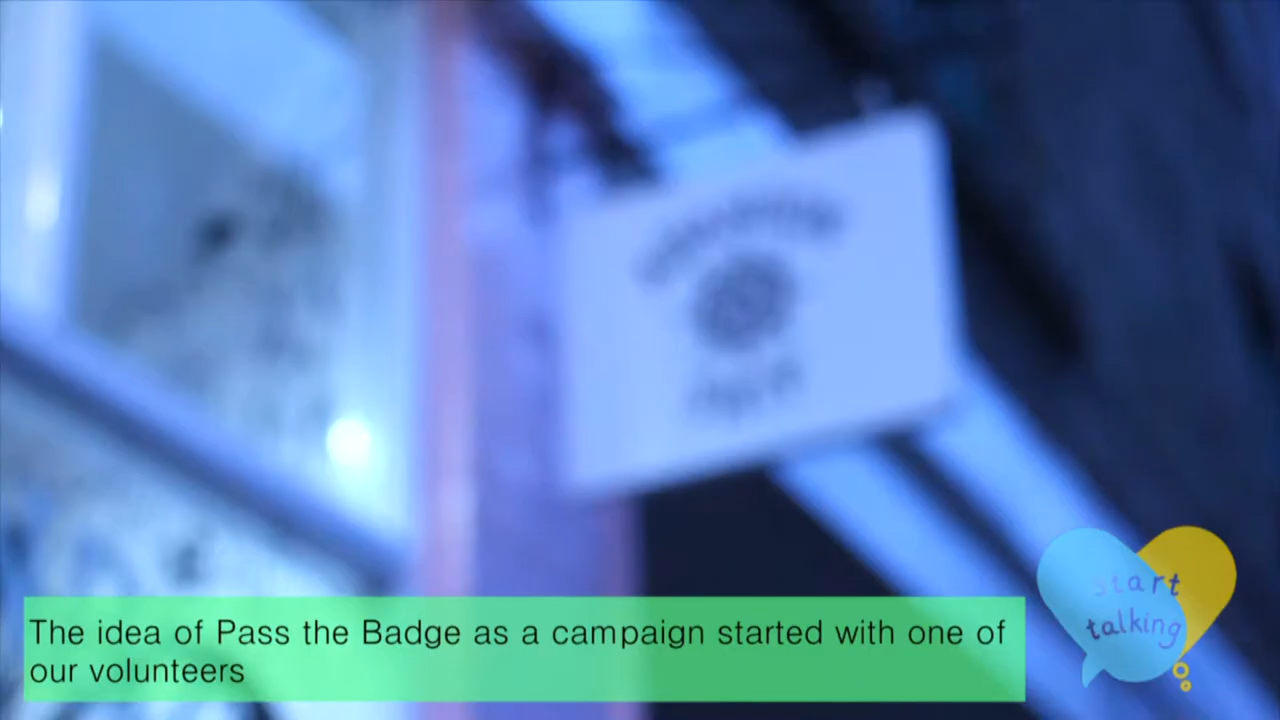 The idea of Pass the Badge as a campaign started with one of
our volunteers
start
talking